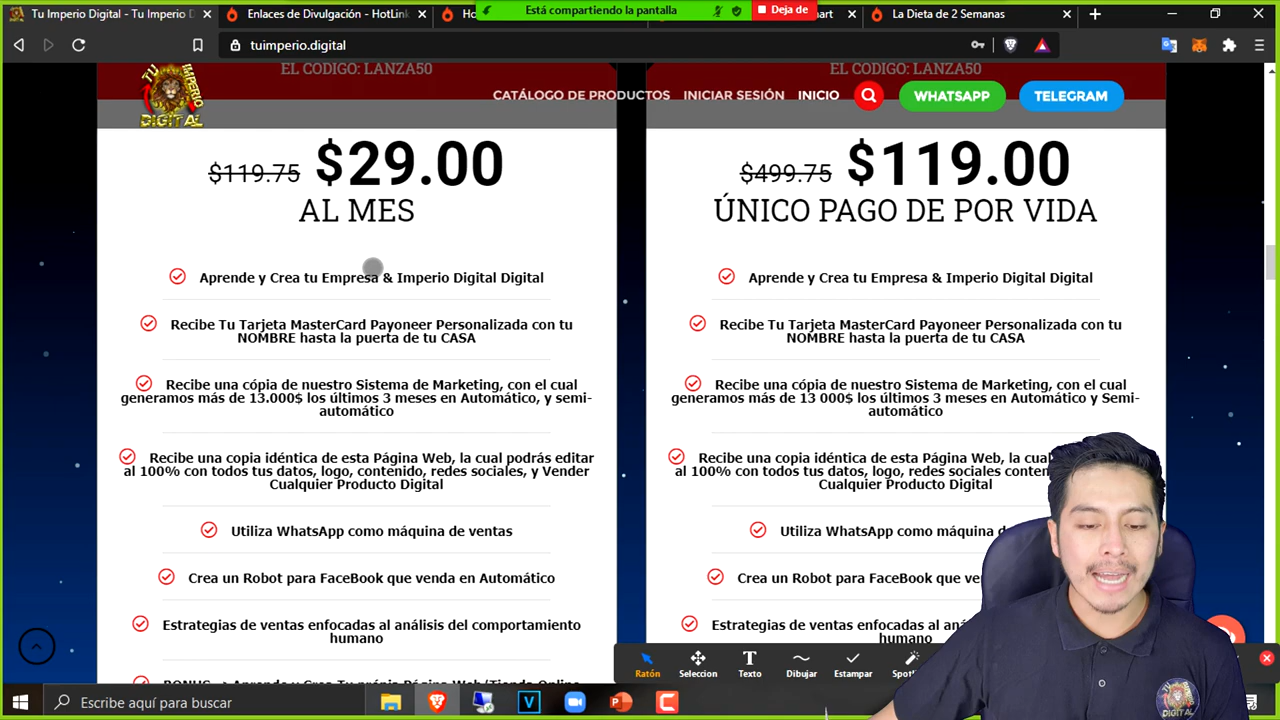 Tu Imperio Digital - Tu Imperio D
Enlaces de Divulgación - HotLink
Ho
Está compartiendo la pantalla
Deja de
art
La Dieta de 2 Semanas
tuimperio.digital
EL CODIGO: LANZA50
EL CODIGO: LANZA50
TU IMPERIO
DIGITAL
CATÁLOGO DE PRODUCTOS
INICIAR SESIÓN
INICIO
WHATSAPP
TELEGRAM
$119.75 $29.00
AL MES
Aprende y Crea tu Empresa & Imperio Digital Digital
Recibe Tu Tarjeta MasterCard Payoneer Personalizada con tu
NOMBRE hasta la puerta de tu CASA
Recibe una cópia de nuestro Sistema de Marketing, con el cual
generamos más de 13.000$ los últimos 3 meses en Automático, y semi-
automático
Recibe una copia idéntica de esta Página Web, la cual podrás editar
al 100% con todos tus datos, logo, contenido, redes sociales, y Vender
Cualquier Producto Digital
Utiliza WhatsApp como máquina de ventas
Crea un Robot para FaceBook que venda en Automático
Estrategias de ventas enfocadas al análisis del comportamiento
humano
$499.75 $119.00
ÚNICO PAGO DE POR VIDA
Aprende y Crea tu Empresa & Imperio Digital Digital
Recibe Tu Tarjeta MasterCard Payoneer Personalizada con tu
NOMBRE hasta la puerta de tu CASA
Recibe una cópia de nuestro Sistema de Marketing, con el cual
generamos más de 13 000$ los últimos 3 meses en Automático y Semi-
automático
Recibe una copia idéntica de esta Página Web, la cual
al 100% con todos tus datos, logo, redes sociales
Cualquier Producto Digital
Utiliza WhatsApp como máquina
Crea un Robot para FaceBook que
Estrategias de ventas enfocadas al
humano
Ratón
Seleccion
Texto
Dibujar
Estampar
Escribe aquí para buscar